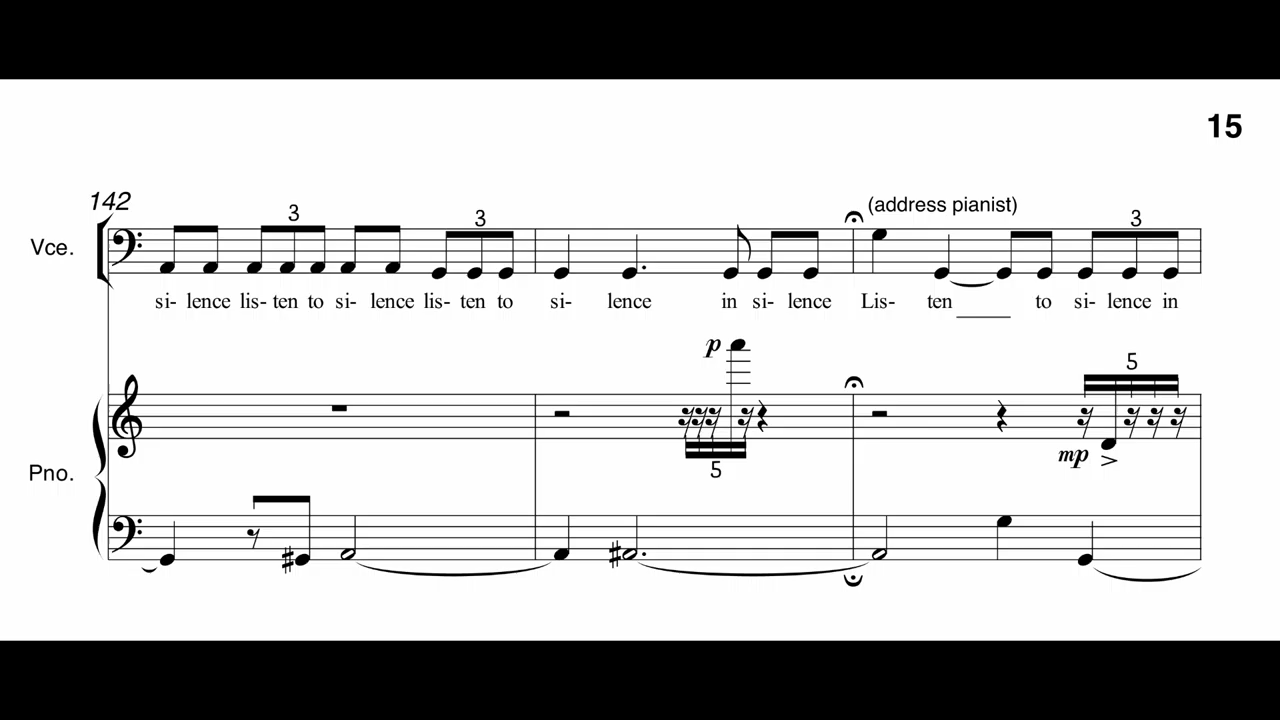 15
142
3
3
(address pianist)
3
Vce.
si- lence lis- ten to si- lence lis- ten to si- lence in si- lence Lis- ten ____ to si- lence in
p
5
5
mp
Pno.